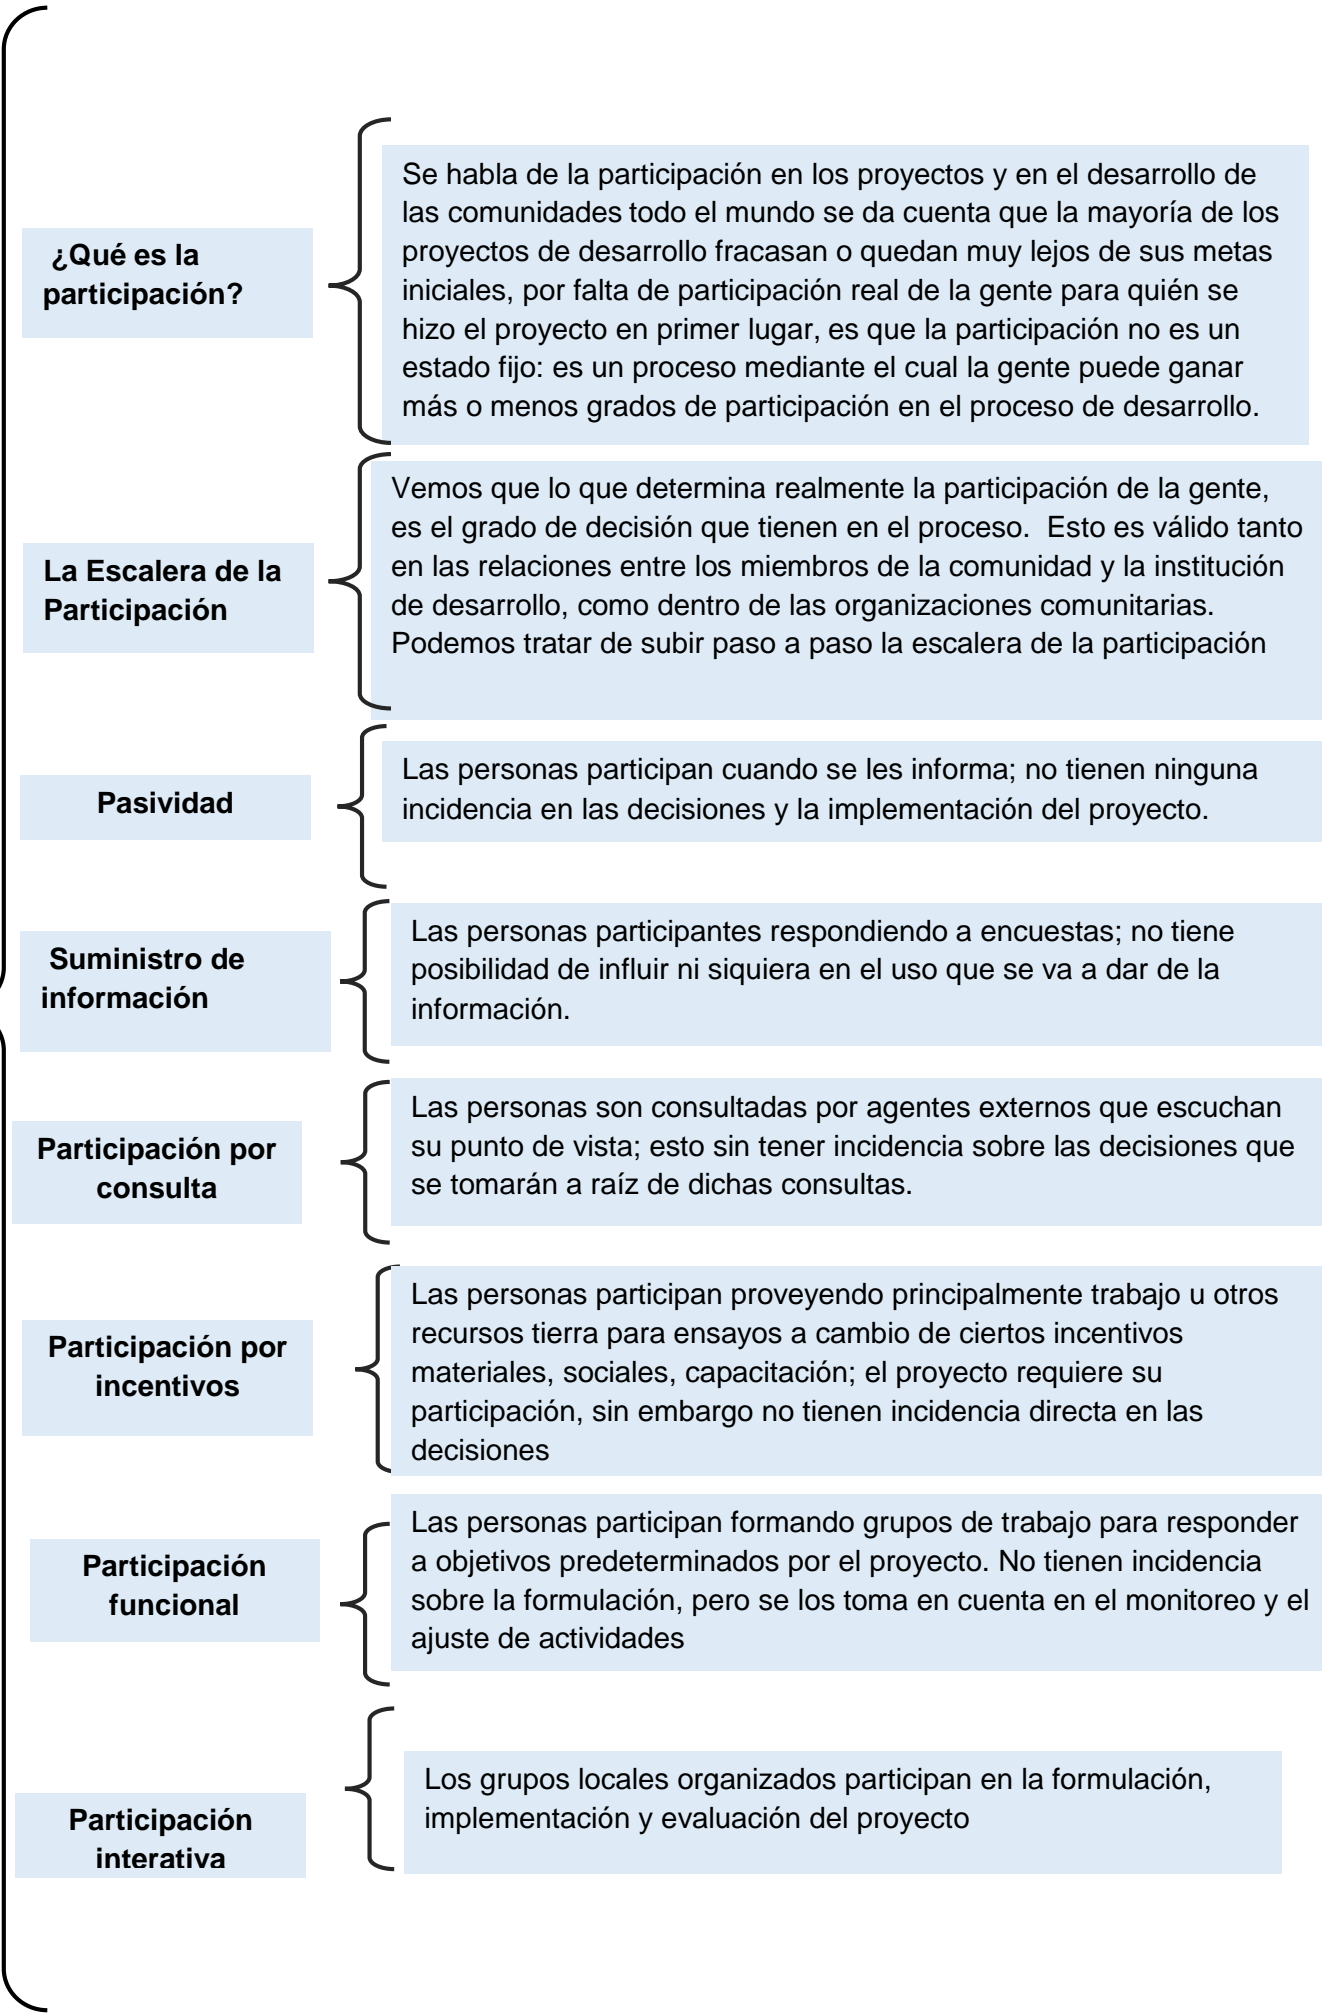 ¿Qué es la
participación?
Se habla de la participación en los proyectos y en el desarrollo de
las comunidades todo el mundo se da cuenta que la mayoría de los
proyectos de desarrollo fracasan o quedan muy lejos de sus metas
iniciales, por falta de participación real de la gente para quién se
hizo el proyecto en primer lugar, es que la participación no es un
estado fijo: es un proceso mediante el cual la gente puede ganar
más o menos grados de participación en el proceso de desarrollo.
La Escalera de la
Participación
Vemos que lo que determina realmente la participación de la gente,
es el grado de decisión que tienen en el proceso. Esto es válido tanto
en las relaciones entre los miembros de la comunidad y la institución
de desarrollo, como dentro de las organizaciones comunitarias.
Podemos tratar de subir paso a paso la escalera de la participación
Pasividad
Las personas participan cuando se les informa; no tienen ninguna
incidencia en las decisiones y la implementación del proyecto.
Suministro de
información
Las personas participantes respondiendo a encuestas; no tiene
posibilidad de influir ni siquiera en el uso que se va a dar de la
información.
Participación por
consulta
Las personas son consultadas por agentes externos que escuchan
su punto de vista; esto sin tener incidencia sobre las decisiones que
se tomarán a raíz de dichas consultas.
Participación por
incentivos
Las personas participan proveyendo principalmente trabajo u otros
recursos tierra para ensayos a cambio de ciertos incentivos
materiales, sociales, capacitación; el proyecto requiere su
participación, sin embargo no tienen incidencia directa en las
decisiones
Participación
funcional
Las personas participan formando grupos de trabajo para responder
a objetivos predeterminados por el proyecto. No tienen incidencia
sobre la formulación, pero se los toma en cuenta en el monitoreo y el
ajuste de actividades
Participación
interativa
Los grupos locales organizados participan en la formulación,
implementación y evaluación del proyecto